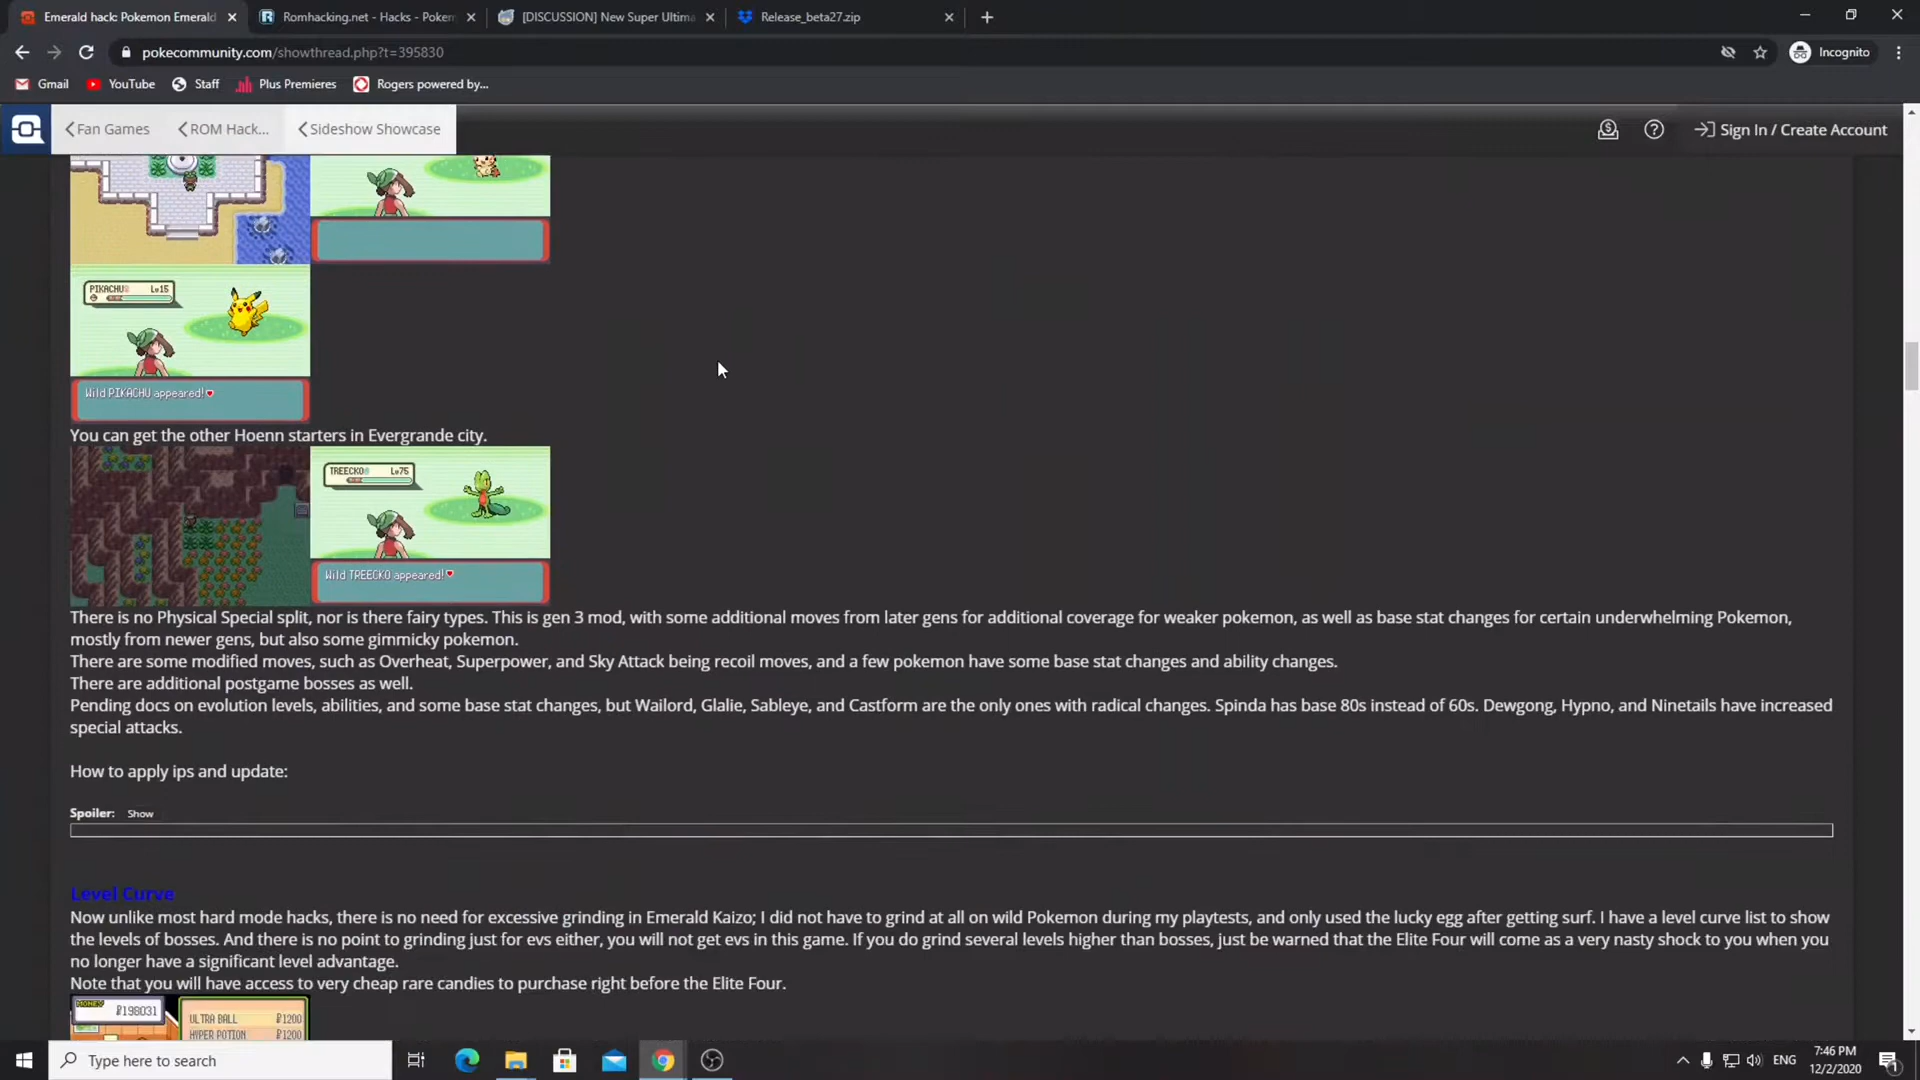 Emerald hack: Pokemon Emerald
Romhacking.net - Hacks - Pokem
[DISCUSSION] New Super Ultima
Release_beta27.zip
pokecommunity.com/showthread.php?t=395830
Incognito
Gmail
YouTube
Staff
Plus Premieres
Rogers powered by...
Fan Games
ROM Hack...
Sideshow Showcase
Sign In / Create Account
PIKACHU Lv15
Wild PIKACHU appeared!
You can get the other Hoenn starters in Evergrande city.
TREECKO Lv75
Wild TREECKO appeared!
There is no Physical Special split, nor is there fairy types. This is gen 3 mod, with some additional moves from later gens for additional coverage for weaker pokemon, as well as base stat changes for certain underwhelming Pokemon,
mostly from newer gens, but also some gimmicky pokemon.
There are some modified moves, such as Overheat, Superpower, and Sky Attack being recoil moves, and a few pokemon have some base stat changes and ability changes.
There are additional postgame bosses as well.
Pending docs on evolution levels, abilities, and some base stat changes, but Wailord, Glalie, Sableye, and Castform are the only ones with radical changes. Spinda has base 80s instead of 60s. Dewgong, Hypno, and Ninetails have increased
special attacks.
How to apply ips and update:
Spoiler: Show
Level Curve
Now unlike most hard mode hacks, there is no need for excessive grinding in Emerald Kaizo; I did not have to grind at all on wild Pokemon during my playtests, and only used the lucky egg after getting surf. I have a level curve list to show
the levels of bosses. And there is no point to grinding just for evs either, you will not get evs in this game. If you do grind several levels higher than bosses, just be warned that the Elite Four will come as a very nasty shock to you when you
no longer have a significant level advantage.
Note that you will have access to very cheap rare candies to purchase right before the Elite Four.
MONEY
₽198031
ULTRA BALL ₽1200
HYPER POTION ₽1200
Type here to search
ENG
7:46 PM
12/2/2020
1